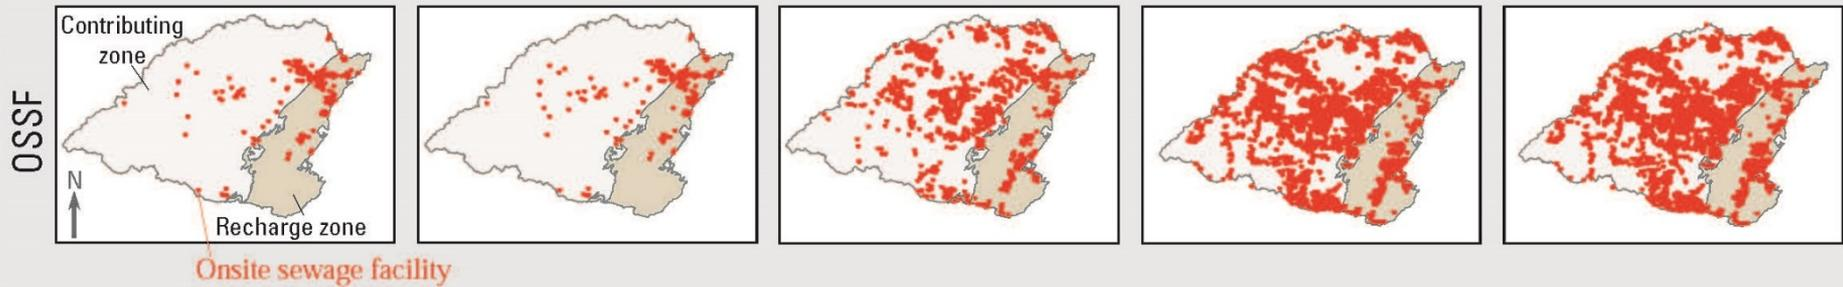 OSSF
Contributing
zone
N
Recharge zone
Onsite sewage facility